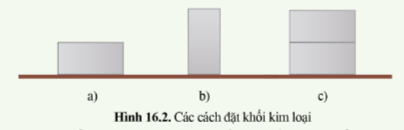 a) b) c)
Hình 16.2. Các cách đặt khối kim loại